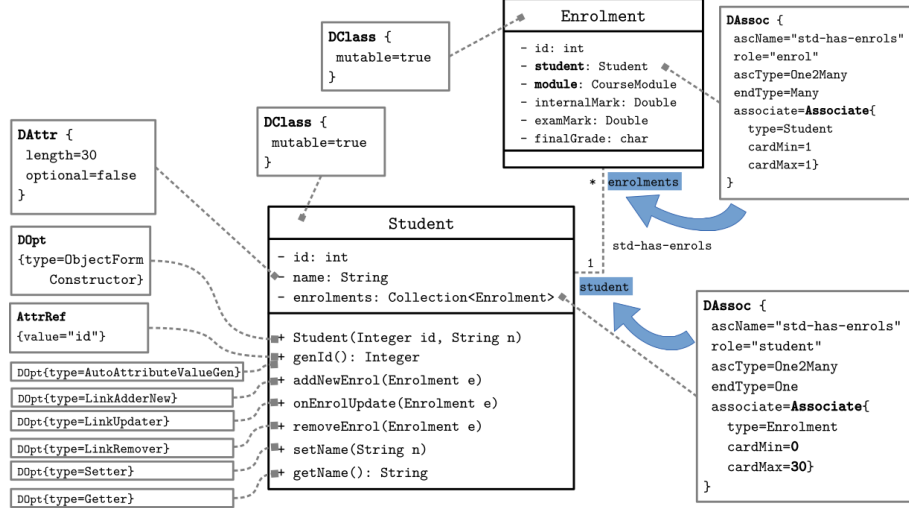 Enrolment
- id: int
- student: Student
- module: CourseModule
- internalMark: Double
- examMark: Double
- finalGrade: char
DClass {
mutable=true
}
DAssoc {
ascName="std-has-enrols"
role="enrol"
ascType=One2Many
endType=Many
associate=Associate{
type=Student
cardMin=1
cardMax=1}
}
DClass {
mutable=true
}
DAttr {
length=30
optional=false
}
* enrolments
std-has-enrols
1
student
Student
- id: int
- name: String
- enrolments: Collection<Enrolment>
+ Student(Integer id, String n)
+ genId(): Integer
+ addNewEnrol(Enrolment e)
+ onEnrolUpdate(Enrolment e)
+ removeEnrol(Enrolment e)
+ setName(String n)
+ getName(): String
DOpt
{type=ObjectForm
Constructor}
AttrRef
{value="id"}
DOpt{type=AutoAttributeValueGen}
DOpt{type=LinkAdderNew}
DOpt{type=LinkUpdater}
DOpt{type=LinkRemover}
DOpt{type=Setter}
DOpt{type=Getter}
DAssoc {
ascName="std-has-enrols"
role="student"
ascType=One2Many
endType=One
associate=Associate{
type=Enrolment
cardMin=0
cardMax=30}
}